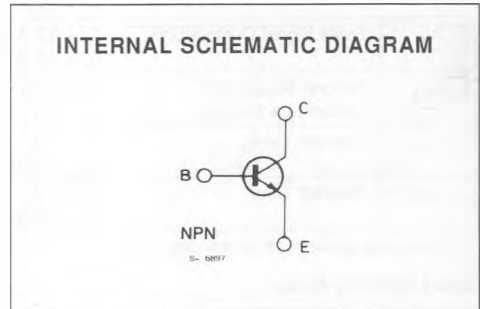 INTERNAL SCHEMATIC DIAGRAM
C
B
NPN
S- 6897
E